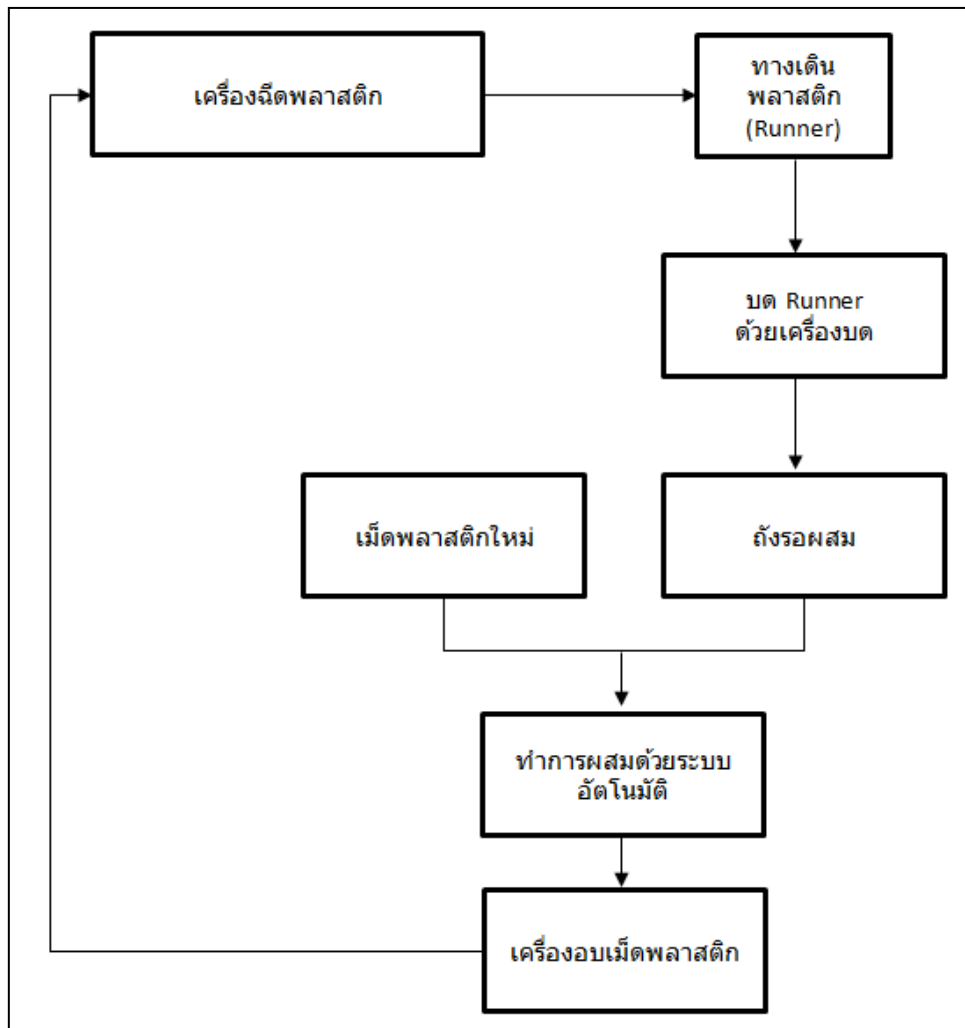 เครื่องฉีดพลาสติก
ทางเดิน
พลาสติก
(Runner)
บด Runner
ด้วยเครื่องบด
เม็ดพลาสติกใหม่
ถังรอผสม
ทำการผสมด้วยระบบ
อัตโนมัติ
เครื่องอบเม็ดพลาสติก